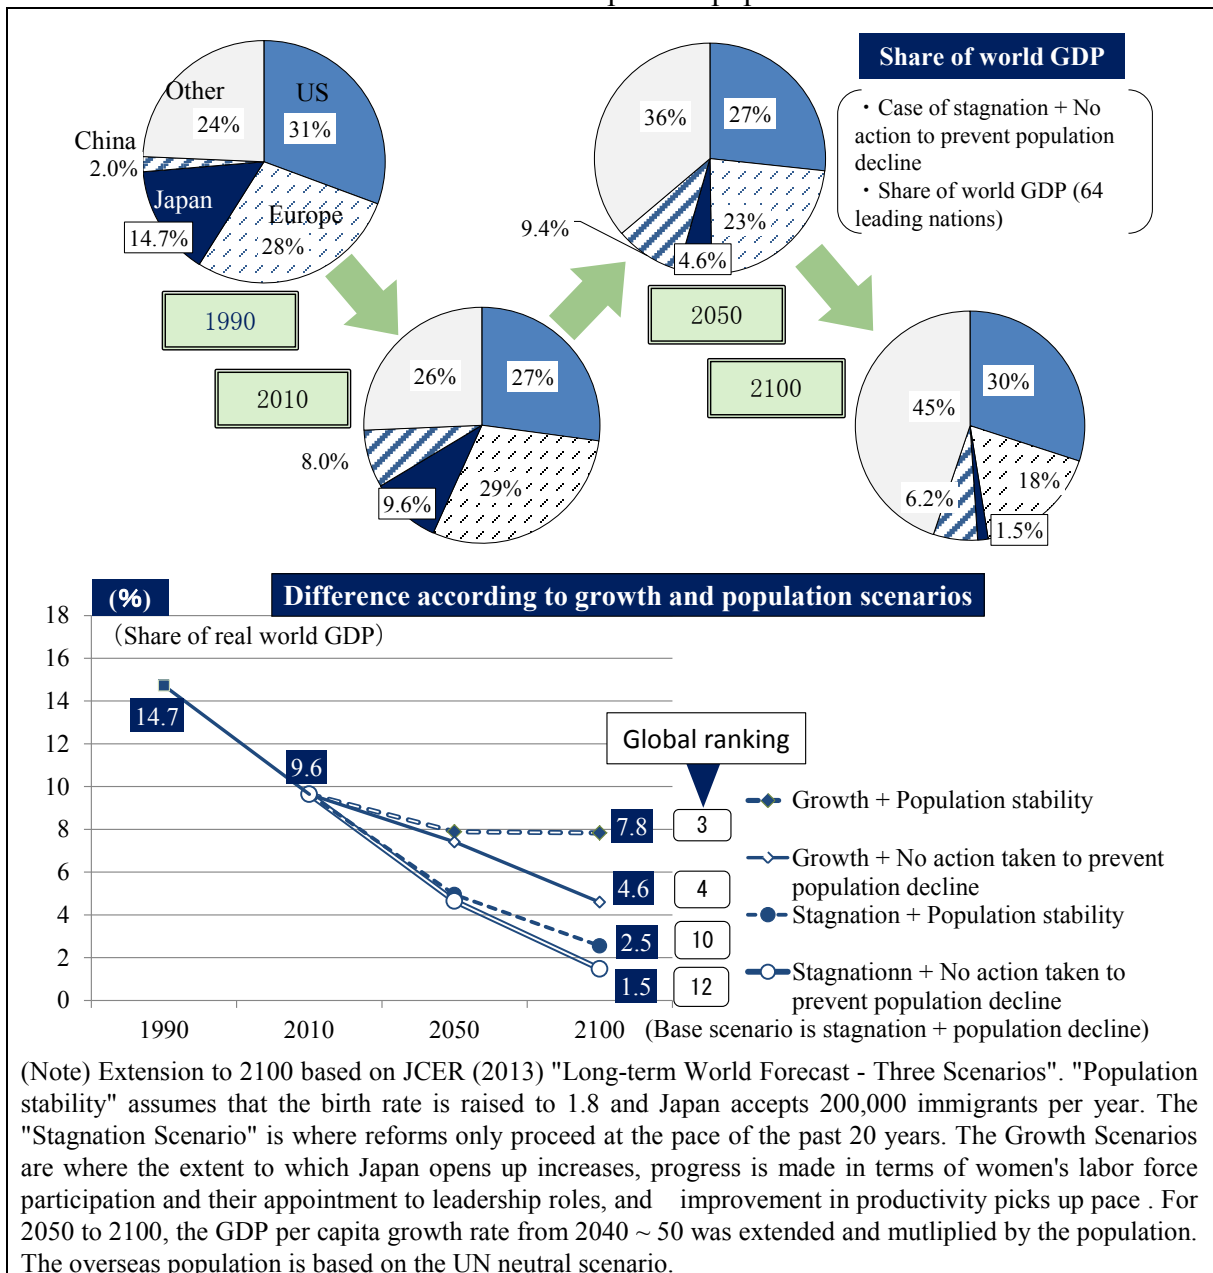 Share of world GDP
・Case of stagnation + No
action to prevent population
decline
・Share of world GDP (64
leading nations)
Other
24%
US
31%
China
2.0%
Japan
14.7%
Europe
28%
1990
26%
27%
8.0%
9.6%
29%
2010
36%
27%
9.4%
4.6%
23%
2050
45%
30%
6.2%
18%
1.5%
2100
(%)
Difference according to growth and population scenarios
(Share of real world GDP)
18
16
14
12
10
8
6
4
2
0
14.7
9.6
7.8
4.6
2.5
1.5
Global ranking
3
4
10
12
Growth + Population stability
Growth + No action taken to prevent
population decline
Stagnation + Population stability
Stagnationn + No action taken to
prevent population decline
1990
2010
2050
2100
(Base scenario is stagnation + population decline)
(Note) Extension to 2100 based on JCER (2013) "Long-term World Forecast - Three Scenarios". "Population
stability" assumes that the birth rate is raised to 1.8 and Japan accepts 200,000 immigrants per year. The
"Stagnation Scenario" is where reforms only proceed at the pace of the past 20 years. The Growth Scenarios
are where the extent to which Japan opens up increases, progress is made in terms of women's labor force
participation and their appointment to leadership roles, and improvement in productivity picks up pace . For
2050 to 2100, the GDP per capita growth rate from 2040 ~ 50 was extended and mutliplied by the population.
The overseas population is based on the UN neutral scenario.